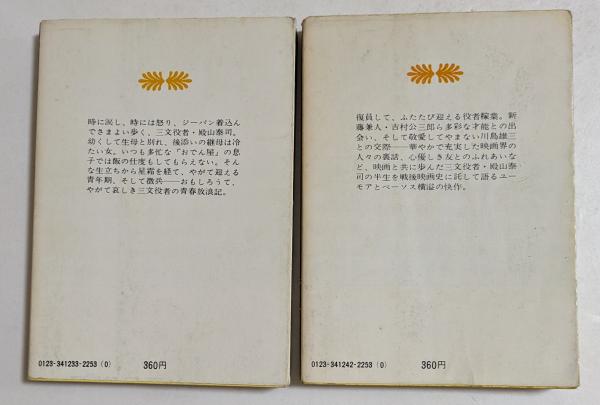 時に涙し、時には怒り、ジーパン着込ん
でさまよい歩く、三文役者・殿山泰司。
幼くして生母と別れ、後添いの継母は冷
たい女。いつも多忙な「おでん屋」の息
子では飯の仕度もしてもらえない。そん
な生立ちから星霜を経て、やがて迎える
青年期、そして徴兵——おもしろうて、
やがて哀しき三文役者の青春放浪記。
0123-341233-2253 (0)
360円
復員して、ふたたび迎える役者稼業。新
藤兼人・吉村公三郎ら多彩な才能との出
会い、そして敬愛してやまない川島雄三
との交際——華やかで充実した映画界の
人々の裏話、心優しき友とのふれあいな
ど、映画と共に歩んだ三文役者・殿山泰
司の半生を戦後映画史に託して語るユー
モアとペーソス横溢の快作。
0123-341242-2253 (0)
360円